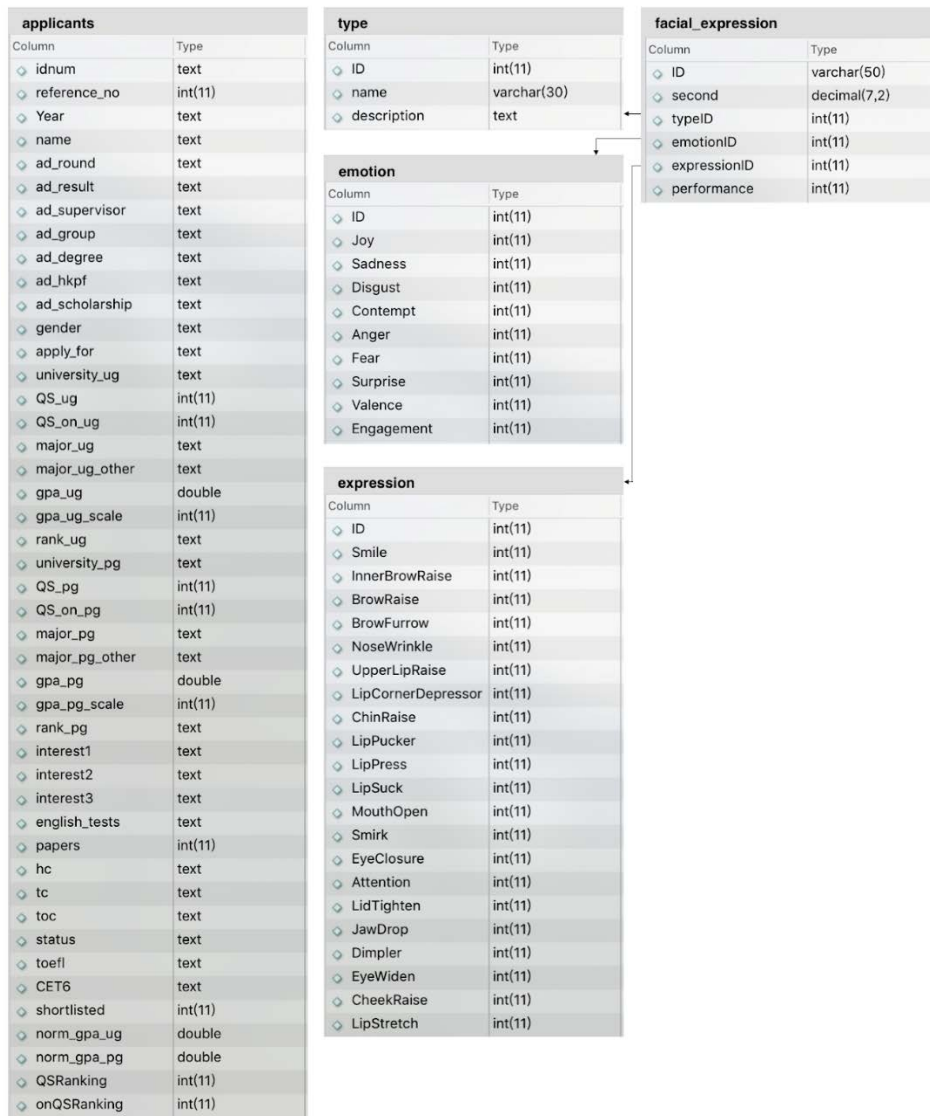 applicants
Column Type
idnum text
reference_no int(11)
Year text
name text
ad_round text
ad_result text
ad_supervisor text
ad_group text
ad_degree text
ad_hkpf text
ad_scholarship text
gender text
apply_for text
university_ug text
QS_ug int(11)
QS_on_ug int(11)
major_ug text
major_ug_other text
gpa_ug double
gpa_ug_scale int(11)
rank_ug text
university_pg text
QS_pg int(11)
QS_on_pg int(11)
major_pg text
major_pg_other text
gpa_pg double
gpa_pg_scale int(11)
rank_pg text
interest1 text
interest2 text
interest3 text
english_tests text
papers int(11)
hc text
tc text
toc text
status text
toefl text
CET6 text
shortlisted int(11)
norm_gpa_ug double
norm_gpa_pg double
QSRanking int(11)
onQSRanking int(11)
type
Column Type
ID int(11)
name varchar(30)
description text
emotion
Column Type
ID int(11)
Joy int(11)
Sadness int(11)
Disgust int(11)
Contempt int(11)
Anger int(11)
Fear int(11)
Surprise int(11)
Valence int(11)
Engagement int(11)
expression
Column Type
ID int(11)
Smile int(11)
InnerBrowRaise int(11)
BrowRaise int(11)
BrowFurrow int(11)
NoseWrinkle int(11)
UpperLipRaise int(11)
LipCornerDepressor int(11)
ChinRaise int(11)
LipPucker int(11)
LipPress int(11)
LipSuck int(11)
MouthOpen int(11)
Smirk int(11)
EyeClosure int(11)
Attention int(11)
LidTighten int(11)
JawDrop int(11)
Dimpler int(11)
EyeWiden int(11)
CheekRaise int(11)
LipStretch int(11)
facial_expression
Column Type
ID varchar(50)
second decimal(7,2)
typeID int(11)
emotionID int(11)
expressionID int(11)
performance int(11)